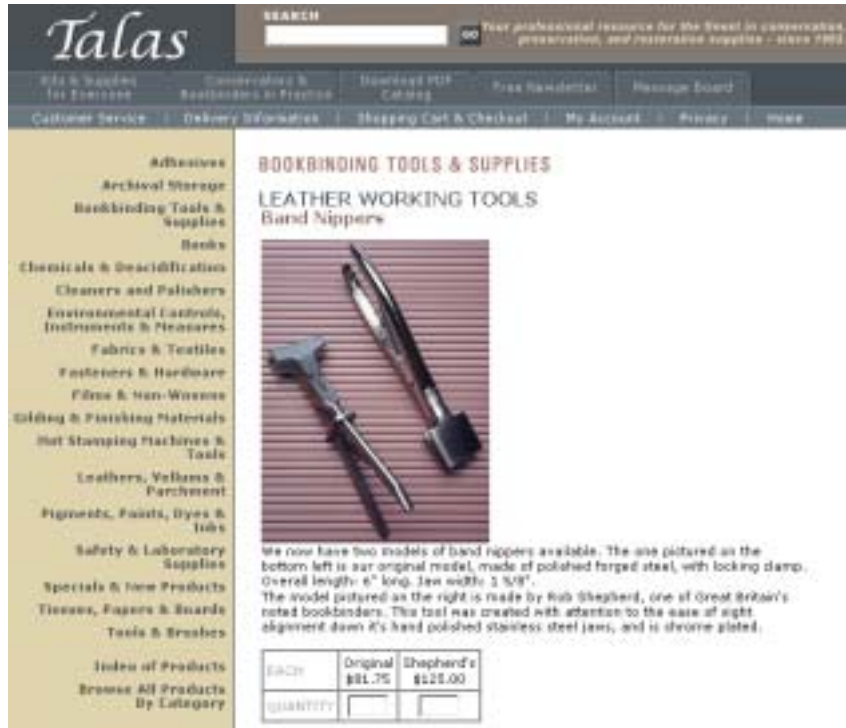 Talas
SEARCH
GO
Your professional resource for the finest in conservation
preservation, and restoration supplies - since 1962
Arts & Supplies
for Everyone
Conservators &
Bookbinders in Practice
Download PDF
Catalog
Free Newsletter
Message Board
Customer Service | Delivery Information | Shopping Cart & Checkout | My Account | Privacy | Home
Adhesives
Archival Storage
Bookbinding Tools &
Supplies
Books
Chemicals & Deacidification
Cleaners and Polishers
Environmental Controls,
Instruments & Measures
Fabrics & Textiles
Fasteners & Hardware
Films & Non-Wovens
Gilding & Finishing Materials
Hot Stamping Machines &
Tools
Leathers, Vellums &
Parchment
Pigments, Paints, Dyes &
Inks
Safety & Laboratory
Supplies
Specials & New Products
Tissues, Papers & Boards
Tools & Brushes
Index of Products
Browse All Products
By Category
BOOKBINDING TOOLS & SUPPLIES
LEATHER WORKING TOOLS
Band Nippers
We now have two models of band nippers available. The one pictured on the
bottom left is our original model, made of polished forged steel, with locking clamp.
Overall length: 6" long. Jaw width: 1 5/8".
The model pictured on the right is made by Rob Shepherd, one of Great Britain's
noted bookbinders. This tool was created with attention to the ease of sight
alignment down it's hand polished stainless steel jaws, and is chrome plated.
EACH Original $81.75 Shepherd's $125.00
QUANTITY